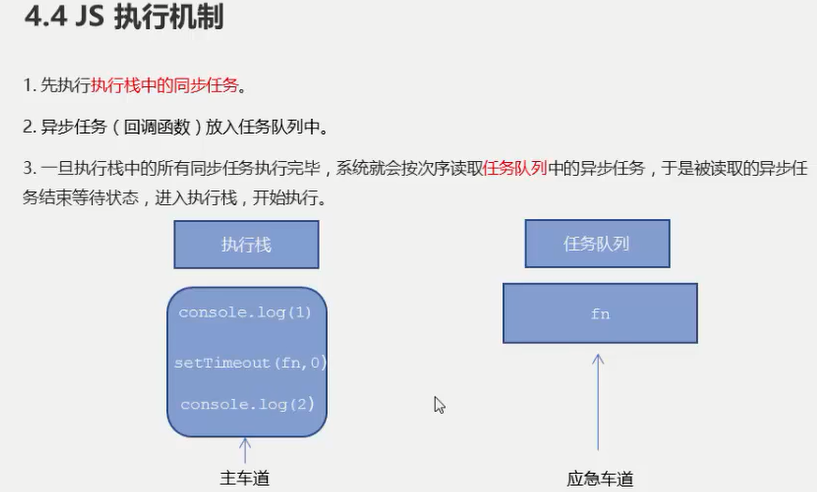 4.4 JS 执行机制
1. 先执行执行栈中的同步任务。
2. 异步任务（回调函数）放入任务队列中。
3. 一旦执行栈中的所有同步任务执行完毕，系统就会按次序读取任务队列中的异步任务，于是被读取的异步任
务结束等待状态，进入执行栈，开始执行。
执行栈
任务队列
console.log(1)
setTimeout(fn,0)
console.log(2)
fn
主车道
应急车道